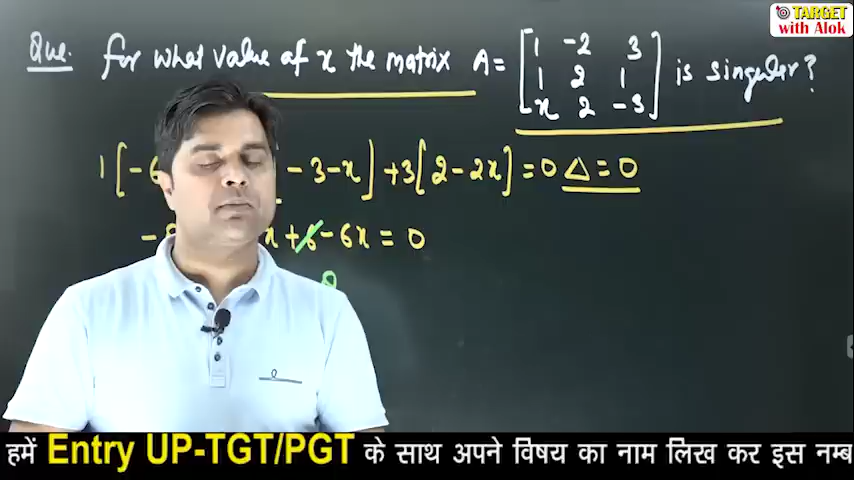 TARGET
with Alok
Que. for what value of x the matrix A = [1 -2 3
1 2 1
x 2 -3] is singuler?
1[-6 - 3 - x] + 3[2 - 2x] = 0 Δ = 0
x + 6 - 6x = 0
हमें Entry UP-TGT/PGT के साथ अपने विषय का नाम लिख कर इस नम्ब